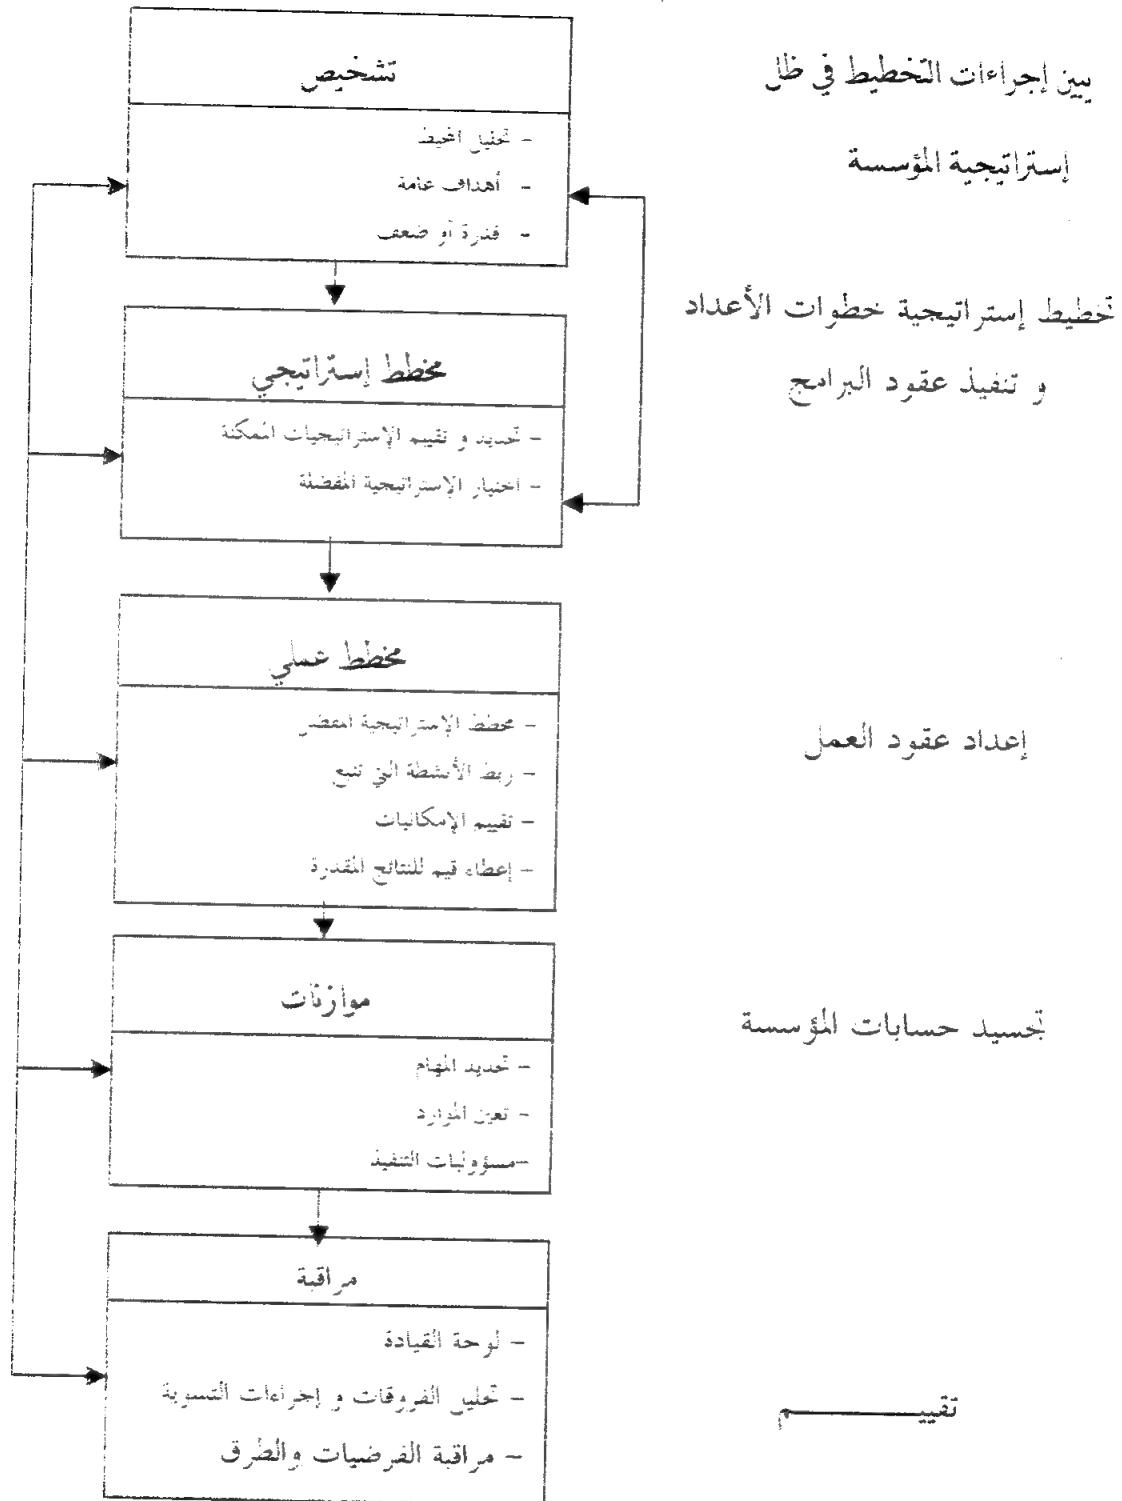 يبين إجراءات التخطيط في ظل
إستراتيجية المؤسسة
تشخيص
- تحليل المحيط
- أهداف عامة
- قدرة أو ضعف
تخطيط إستراتيجية خطوات الأعداد
و تنفيذ عقود البرامج
مخطط إستراتيجي
- تحديد و تقييم الإستراتيجيات الممكنة
- اختيار الإستراتيجية المفضلة
إعداد عقود العمل
مخطط عملي
- مخطط الإستراتيجية المفضل
- ربط الأنشطة التي تتبع
- تقييم الإمكانيات
- إعطاء قيم للنتائج المقدرة
تجسيد حسابات المؤسسة
موازنات
- تحديد المهام
- تعين الموارد
-مسؤوليات التنفيذ
مراقبة
- لوحة القيادة
- تحليل الفروقات و إجراءات التسوية
- مراقبة الفرضيات والطرق
تقييـــــــــم